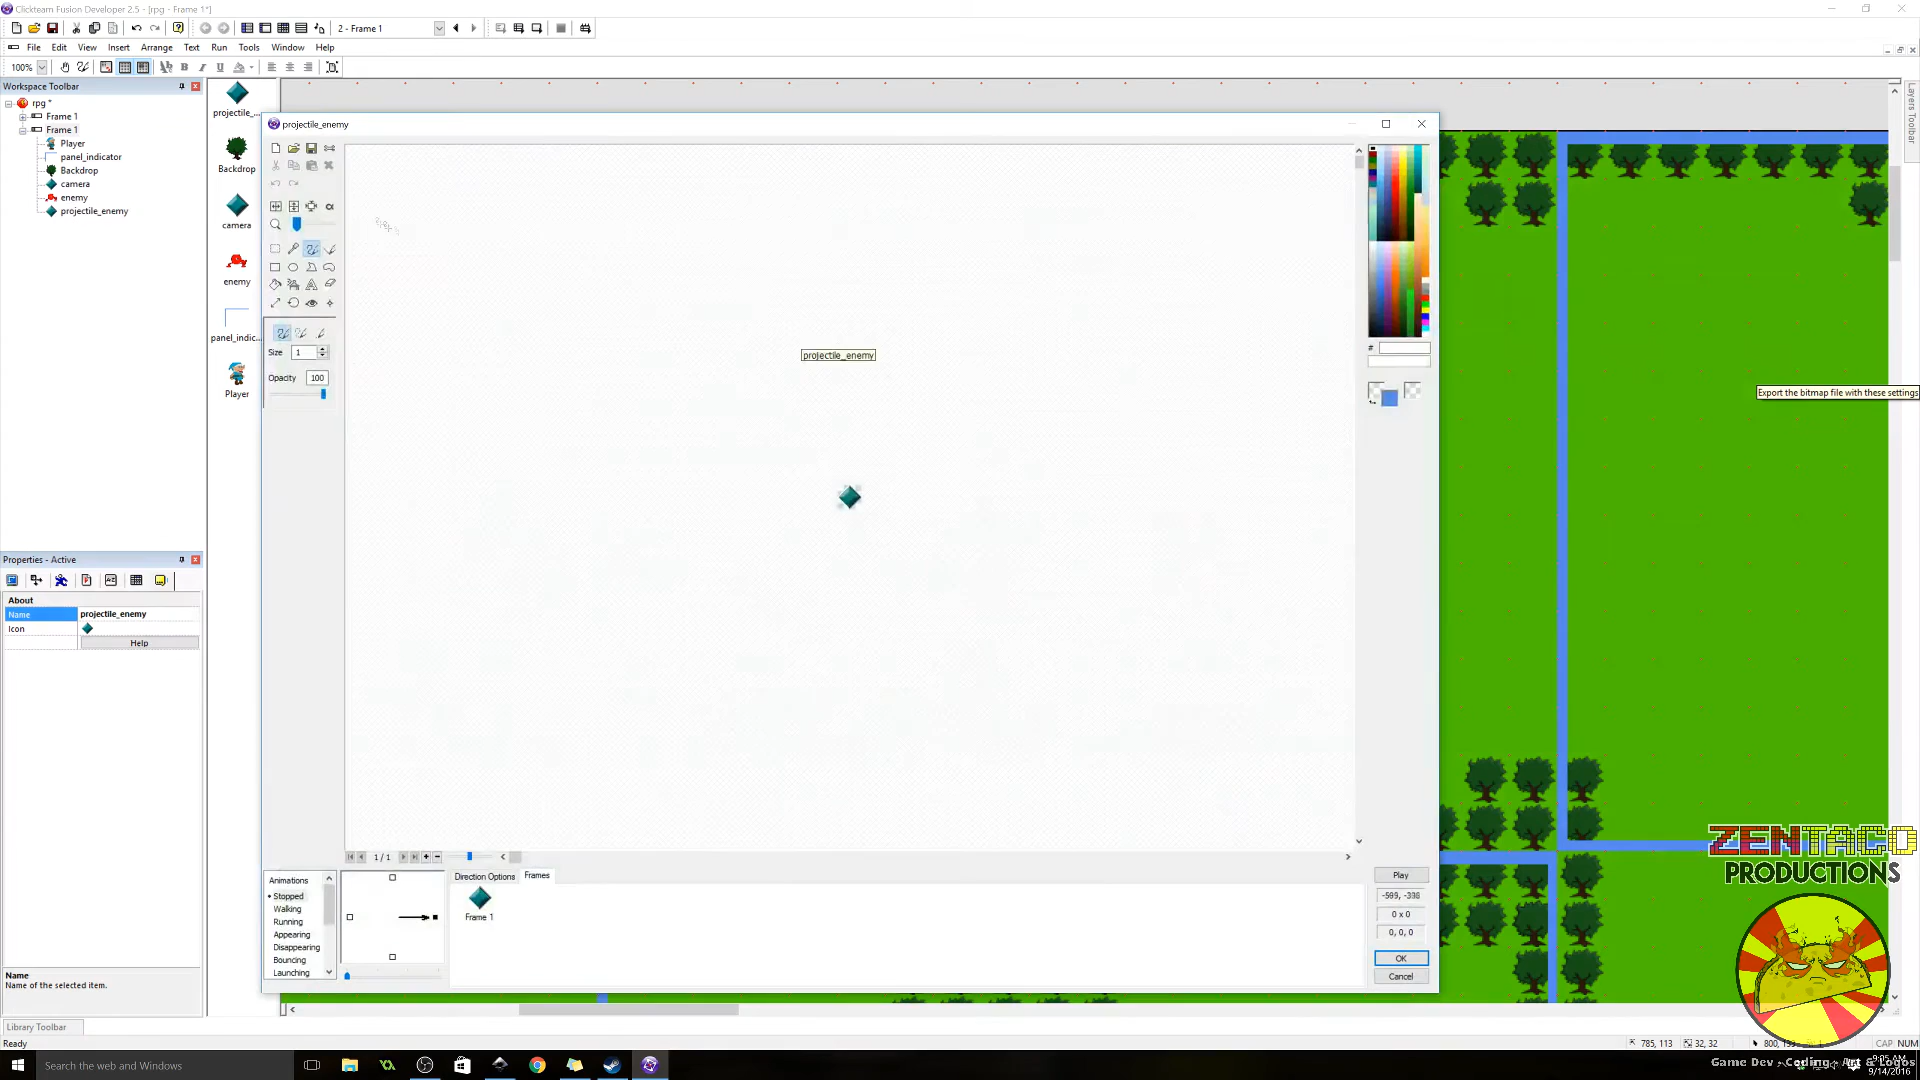 Clickteam Fusion Developer 2.5 - [rpg - Frame 1*]
2 - Frame 1
File Edit View Insert Arrange Text Run Tools Window Help
100%
Workspace Toolbar
rpg *
Frame 1
Frame 1
Player
panel_indicator
Backdrop
camera
enemy
projectile_enemy
projectile_...
Backdrop
camera
enemy
panel_indic...
Player
projectile_enemy
Size 1
Opacity 100
projectile_enemy
#
Export the bitmap file with these settings
Layers Toolbar
1 / 1
Animations
Stopped
Walking
Running
Appearing
Disappearing
Bouncing
Launching
Direction Options Frames
Frame 1
Play
-599, -338
0 x 0
0, 0, 0
OK
Cancel
Properties - Active
About
Name projectile_enemy
Icon
Help
Name
Name of the selected item.
Library Toolbar
Ready
785, 113
32, 32
CAP NUM
Search the web and Windows
9:05 AM
9/14/2016
ZENTACO
PRODUCTIONS
Game Dev - Coding - Art & Logos